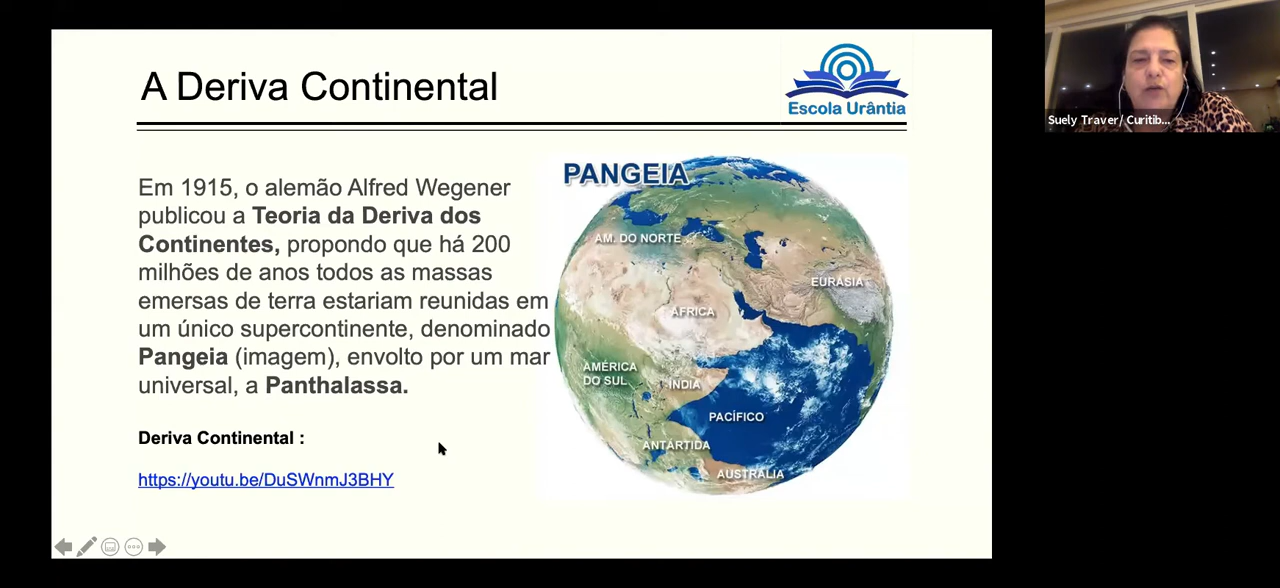 A Deriva Continental
Escola Urântia
Em 1915, o alemão Alfred Wegener
publicou a Teoria da Deriva dos
Continentes, propondo que há 200
milhões de anos todos as massas
emersas de terra estariam reunidas em
um único supercontinente, denominado
Pangeia (imagem), envolto por um mar
universal, a Panthalassa.
Deriva Continental :
https://youtu.be/DuSWnmJ3BHY
PANGEIA
AM. DO NORTE
EURÁSIA
ÁFRICA
AMÉRICA
DO SUL
ÍNDIA
PACÍFICO
ANTÁRTIDA
AUSTRÁLIA
Suely Traver/ Curitib...